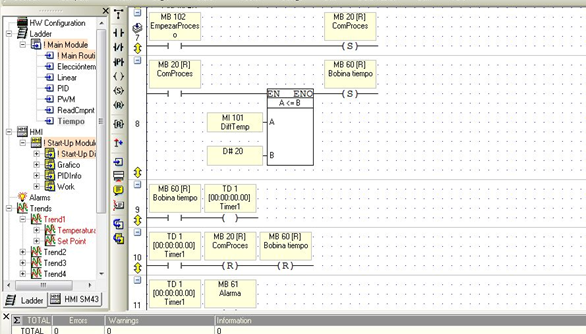 HW Configuration
Ladder
! Main Module
! Main Routi
Elecciónten
Linear
PID
PWM
ReadCmpnt
Tiempo
HMI
! Start-Up Modul
! Start-Up Di
Grafico
PIDInfo
Work
Alarms
Trends
Trend1
Temperatura
Set Point
Trend2
Trend3
Trend4
Ladder
HMI SM43
7
MB 102
EmpezarProces
o
MB 20 [R]
ComProces
(S)
8
MB 20 [R]
ComProces
MB 60 [R]
Bobina tiempo
EN ENO
(S)
A <= B
MI 101
DiffTemp
A
D# 20
B
9
MB 60 [R]
Bobina tiempo
TD 1
[00:00:00.00]
Timer1
10
TD 1
[00:00:00.00]
Timer1
MB 20 [R]
ComProces
MB 60 [R]
Bobina tiempo
(R)
(R)
11
TD 1
[00:00:00.00]
Timer1
MB 61
Alarma
Σ TOTAL Errors Warnings Information
TOTAL 0 0 0